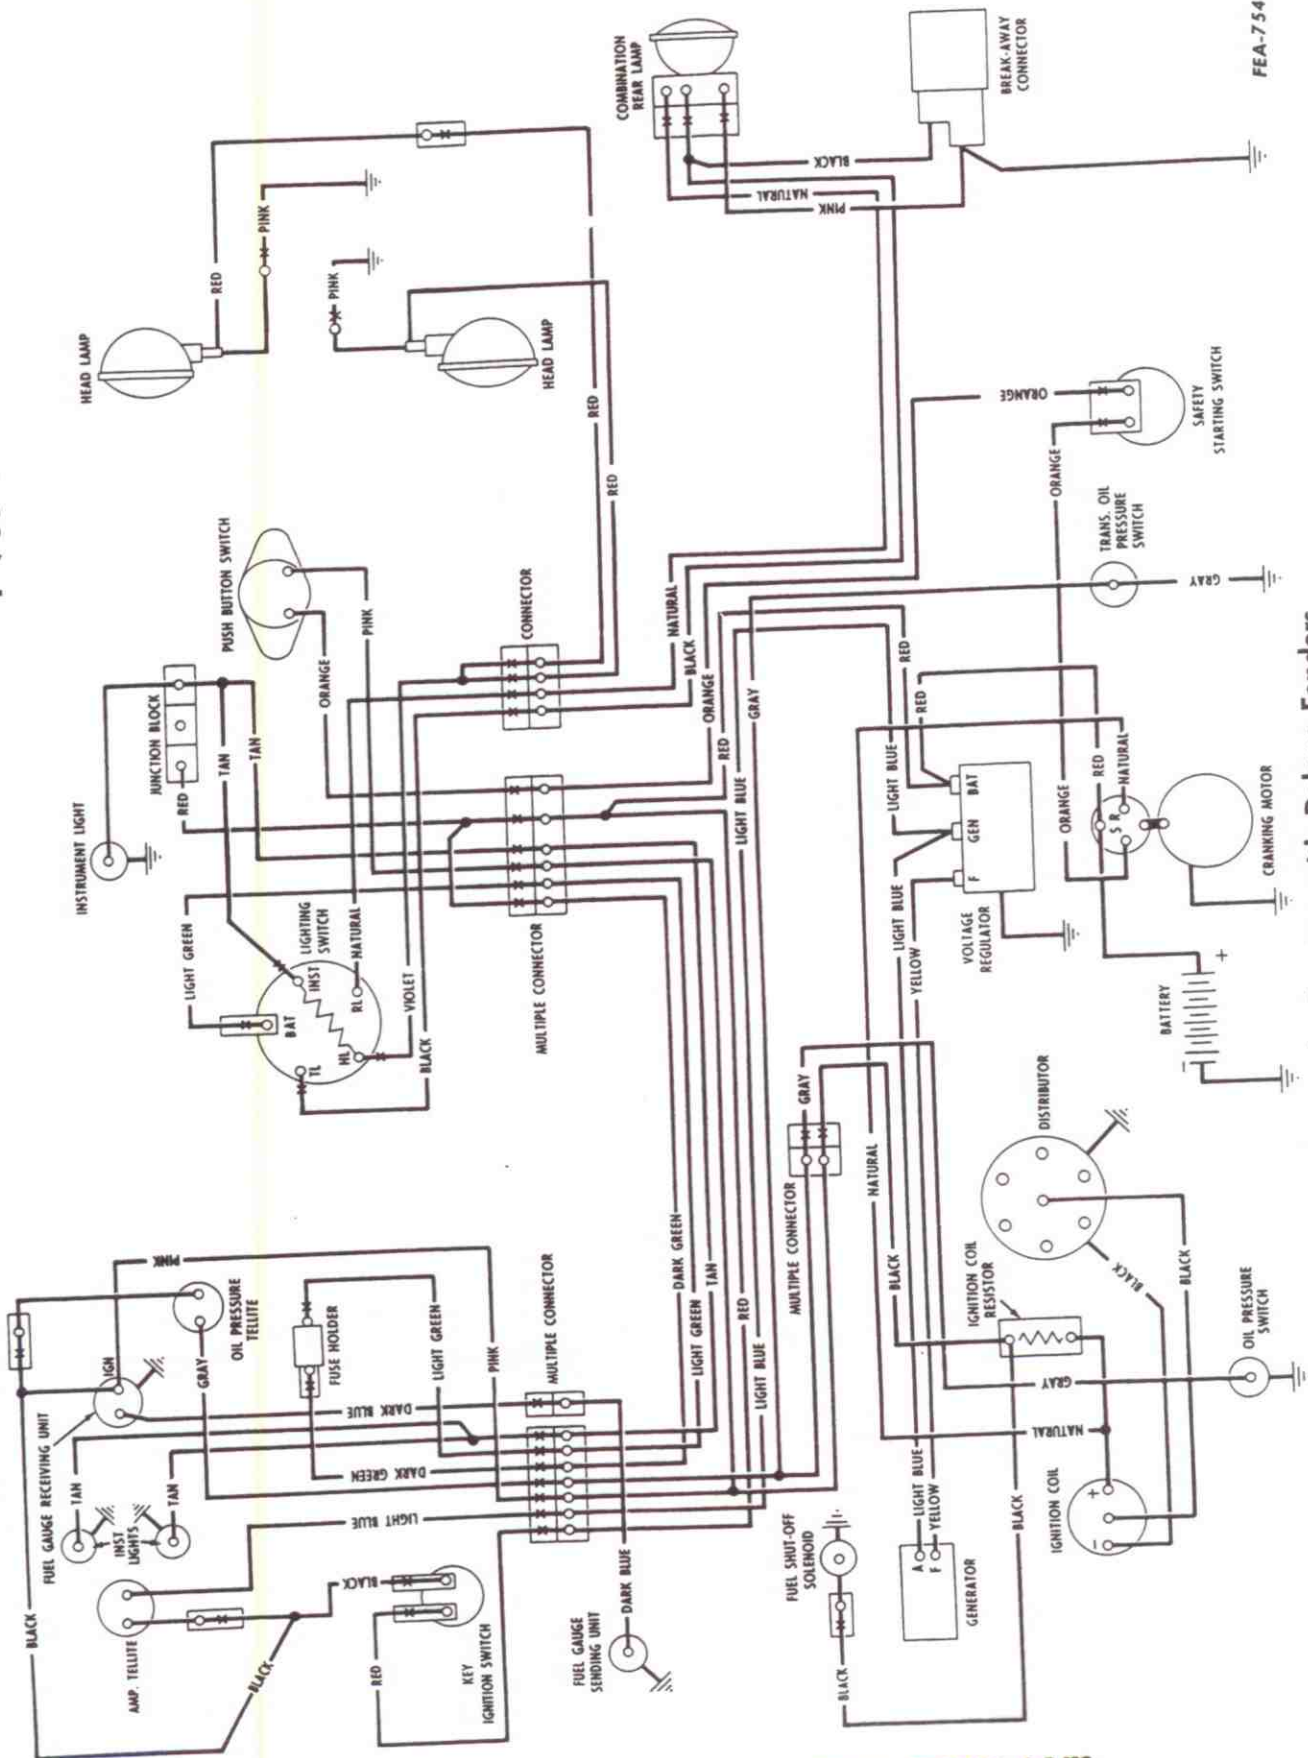 COMBINATION
REAR LAMP
BREAK-AWAY
CONNECTOR
FEA-754
BLACK
NATURAL
PINK
RED
PINK
PINK
HEAD LAMP
HEAD LAMP
RED
RED
ORANGE
ORANGE
SAFETY
STARTING SWITCH
TRANS. OIL
PRESSURE
SWITCH
GRAY
PUSH BUTTON SWITCH
PINK
ORANGE
CONNECTOR
JUNCTION BLOCK
TAN
TAN
RED
INSTRUMENT LIGHT
NATURAL
BLACK
ORANGE
RED
GRAY
LIGHT BLUE
RED
RED
LIGHT BLUE
BAT
GEN
F
VOLTAGE
REGULATOR
LIGHT BLUE
YELLOW
ORANGE
RED
NATURAL
S R
CRANKING MOTOR
BATTERY
+
-
LIGHT GREEN
LIGHTING
SWITCH
INST
BAT
RL
HL
TL
NATURAL
VIOLET
BLACK
MULTIPLE CONNECTOR
GRAY
MULTIPLE CONNECTOR
NATURAL
BLACK
DISTRIBUTOR
BLACK
BLACK
IGNITION COIL
RESISTOR
GRAY
NATURAL
OIL PRESSURE
SWITCH
IGNITION COIL
+
-
BLACK
DARK GREEN
LIGHT GREEN
TAN
RED
LIGHT BLUE
PINK
OIL PRESSURE
TELLITE
IGN
GRAY
FUSE HOLDER
LIGHT GREEN
PINK
MULTIPLE CONNECTOR
DARK BLUE
DARK GREEN
LIGHT BLUE
FUEL GAUGE RECEIVING UNIT
TAN
TAN
INST
LIGHTS
AMP. TELLITE
BLACK
BLACK
BLACK
RED
KEY
IGNITION SWITCH
DARK BLUE
FUEL GAUGE
SENDING UNIT
FUEL SHUT-OFF
SOLENOID
BLACK
LIGHT BLUE
YELLOW
A
F
GENERATOR